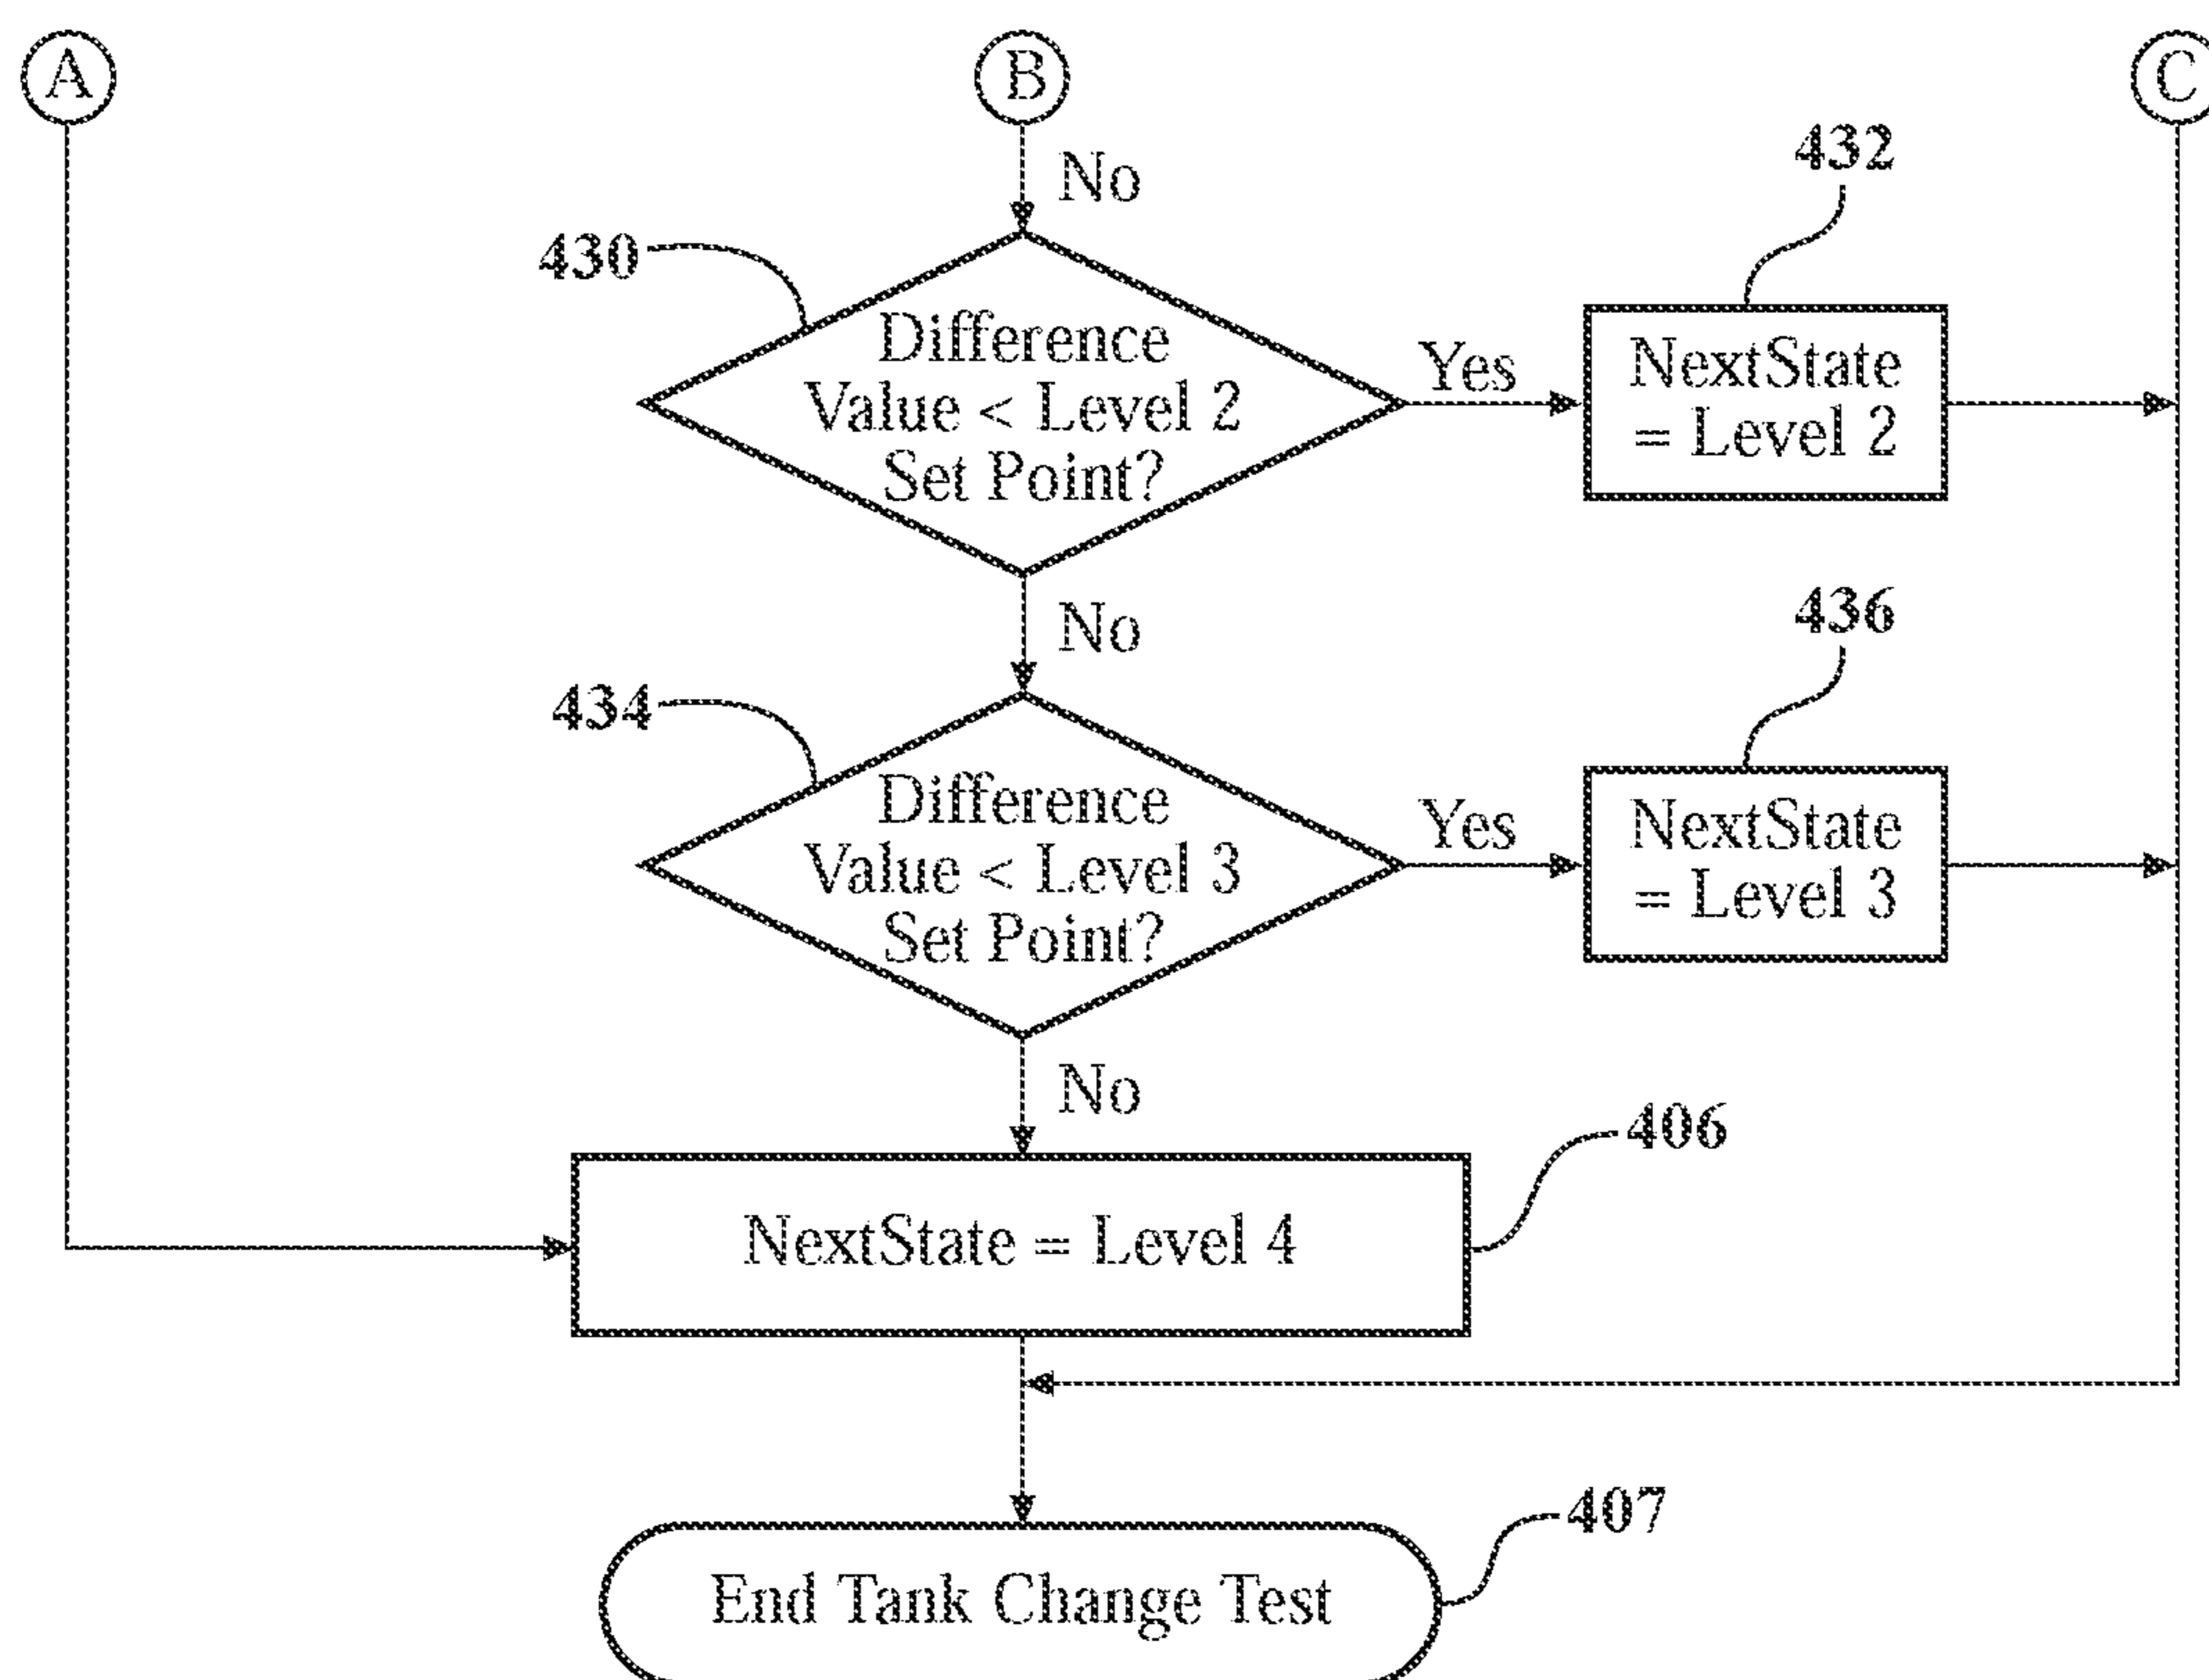 A
B
C
No
432
430
Difference
Value < Level 2
Set Point?
Yes
NextState
= Level 2
No
436
434
Difference
Value < Level 3
Set Point?
Yes
NextState
= Level 3
No
406
NextState = Level 4
407
End Tank Change Test